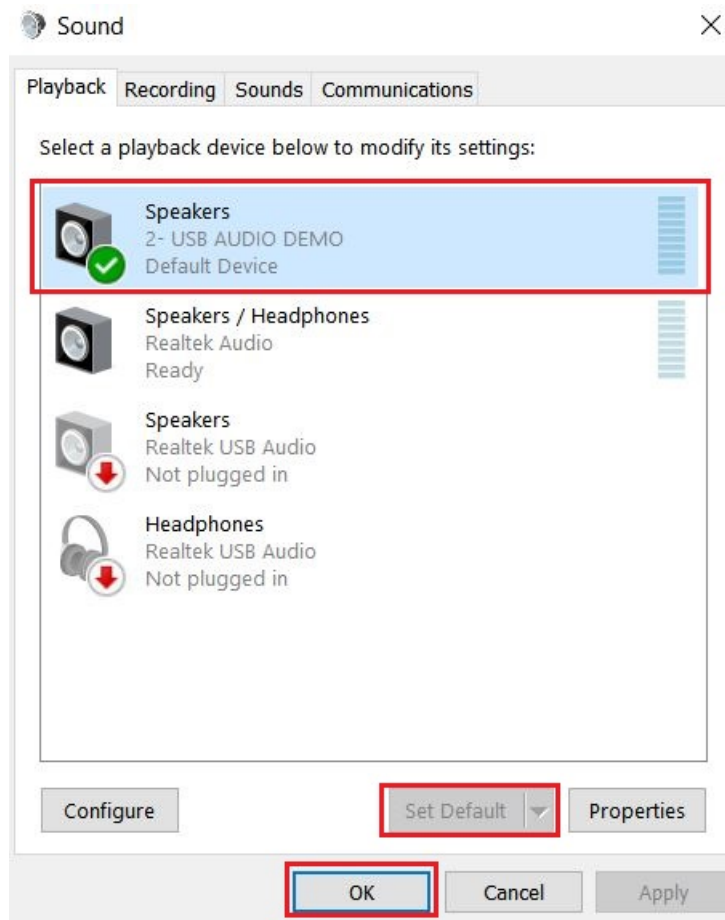 Sound
Playback Recording Sounds Communications
Select a playback device below to modify its settings:
Speakers
2- USB AUDIO DEMO
Default Device
Speakers / Headphones
Realtek Audio
Ready
Speakers
Realtek USB Audio
Not plugged in
Headphones
Realtek USB Audio
Not plugged in
Configure Set Default Properties
OK Cancel Apply